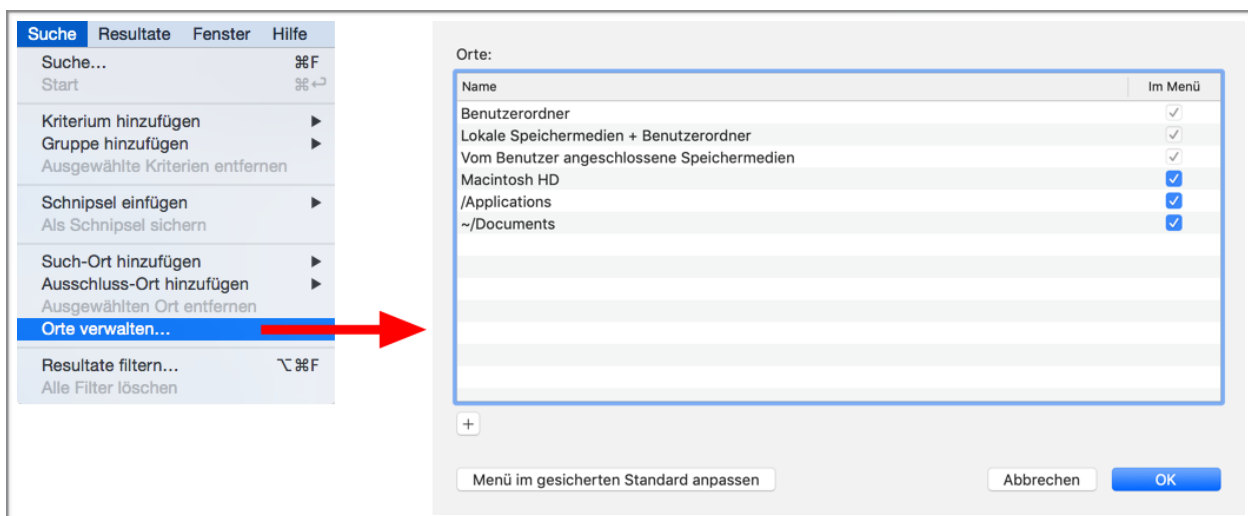 Suche Resultate Fenster Hilfe
Suche... ⌘F
Start ⌘↩
Kriterium hinzufügen ▶
Gruppe hinzufügen ▶
Ausgewählte Kriterien entfernen
Schnipsel einfügen ▶
Als Schnipsel sichern
Such-Ort hinzufügen ▶
Ausschluss-Ort hinzufügen ▶
Ausgewählten Ort entfernen
Orte verwalten...
Resultate filtern... ⌥⌘F
Alle Filter löschen
Orte:
Name Im Menü
Benutzerordner
Lokale Speichermedien + Benutzerordner
Vom Benutzer angeschlossene Speichermedien
Macintosh HD
/Applications
~/Documents
+
Menü im gesicherten Standard anpassen Abbrechen OK